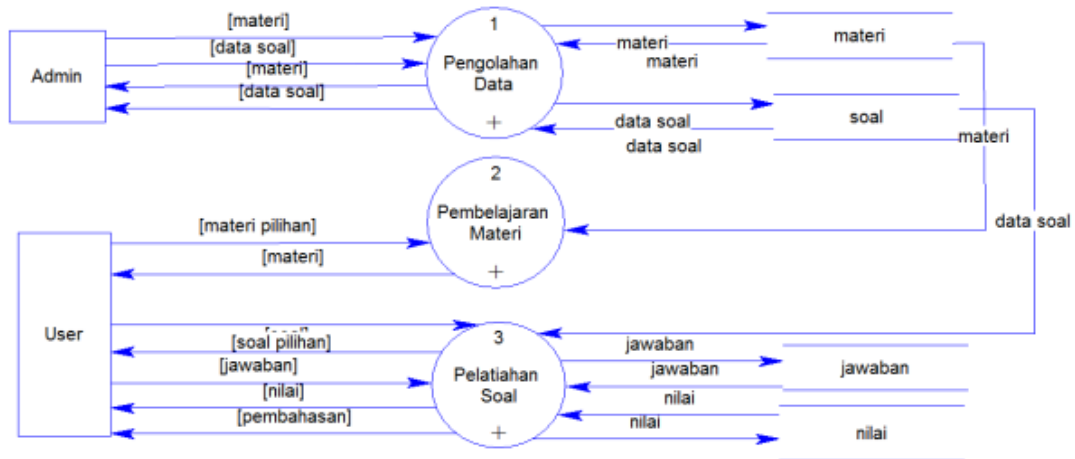 [materi]
[data soal]
[materi]
[data soal]
Admin
1
Pengolahan
Data
+
materi
materi
materi
data soal
data soal
soal
materi
data soal
2
Pembelajaran
Materi
+
[materi pilihan]
[materi]
User
[soal pilihan]
[jawaban]
[nilai]
[pembahasan]
3
Pelatiahan
Soal
+
jawaban
jawaban
nilai
nilai
jawaban
nilai